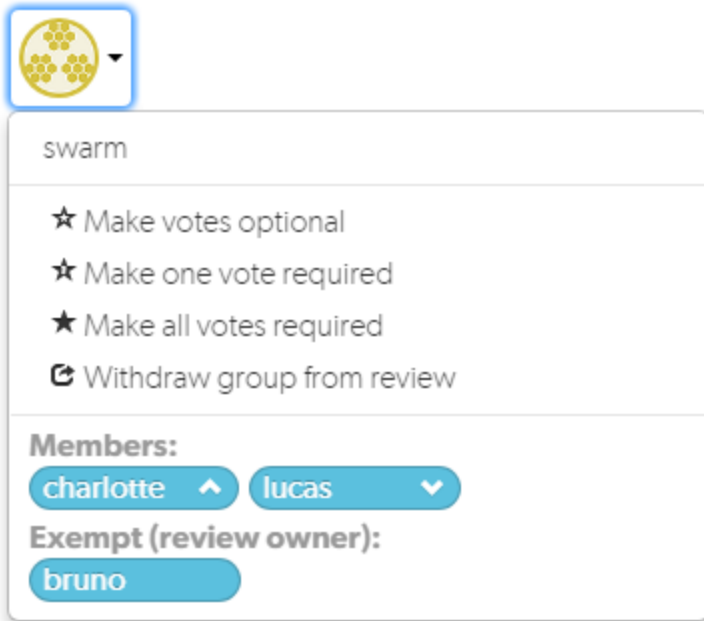 swarm
Make votes optional
Make one vote required
Make all votes required
Withdraw group from review
Members:
charlotte lucas
Exempt (review owner):
bruno